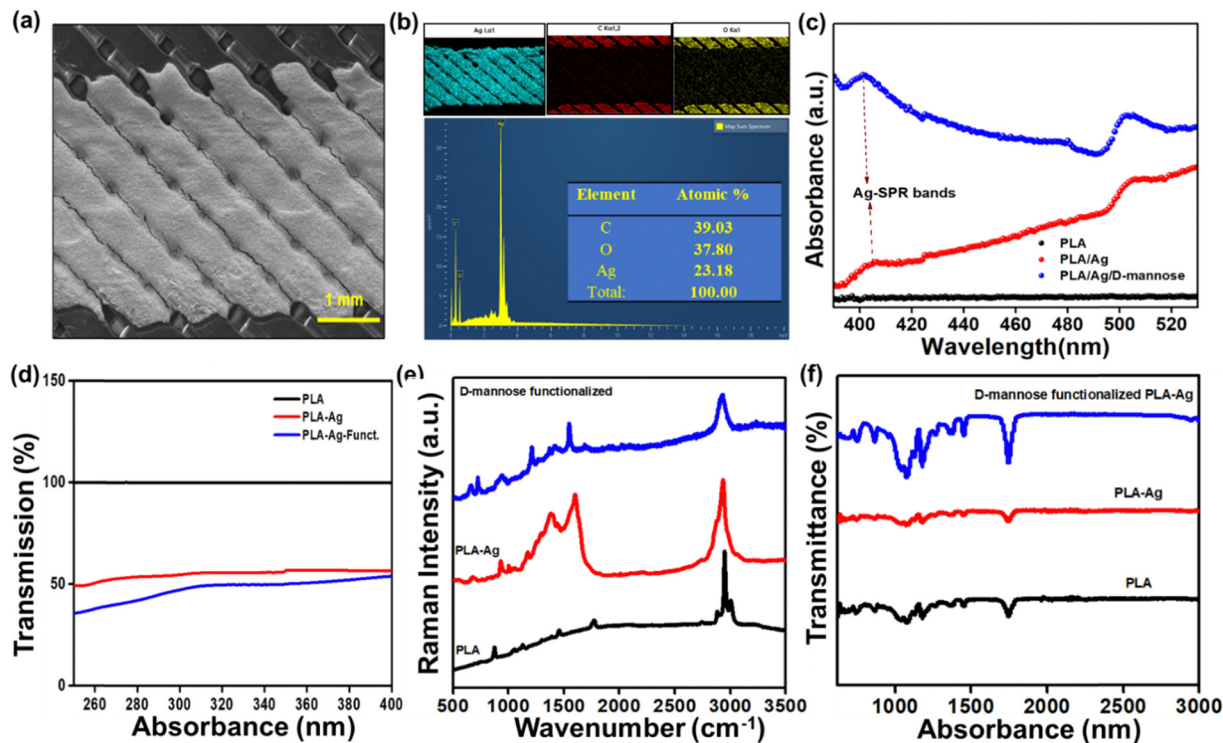 (a)
1 mm
(b)
Ag Lα1
C Kα1,2
O Kα1
Map Sum Spectrum
Ag
Element Atomic %
C 39.03
O 37.80
Ag 23.18
Total: 100.00
(c)
Absorbance (a.u.)
Ag-SPR bands
PLA
PLA/Ag
PLA/Ag/D-mannose
390 420 440 460 480 500 520
Wavelength(nm)
(d)
Transmission (%)
150
100
50
0
PLA
PLA-Ag
PLA-Ag-Funct.
260 280 300 320 340 360 380 400
Absorbance (nm)
(e)
Raman Intensity (a.u.)
D-mannose functionalized
PLA-Ag
PLA
500 1000 1500 2000 2500 3000 3500
Wavenumber (cm⁻¹)
(f)
Transmittance (%)
D-mannose functionalized PLA-Ag
PLA-Ag
PLA
1000 1500 2000 2500 3000
Absorbance (nm)